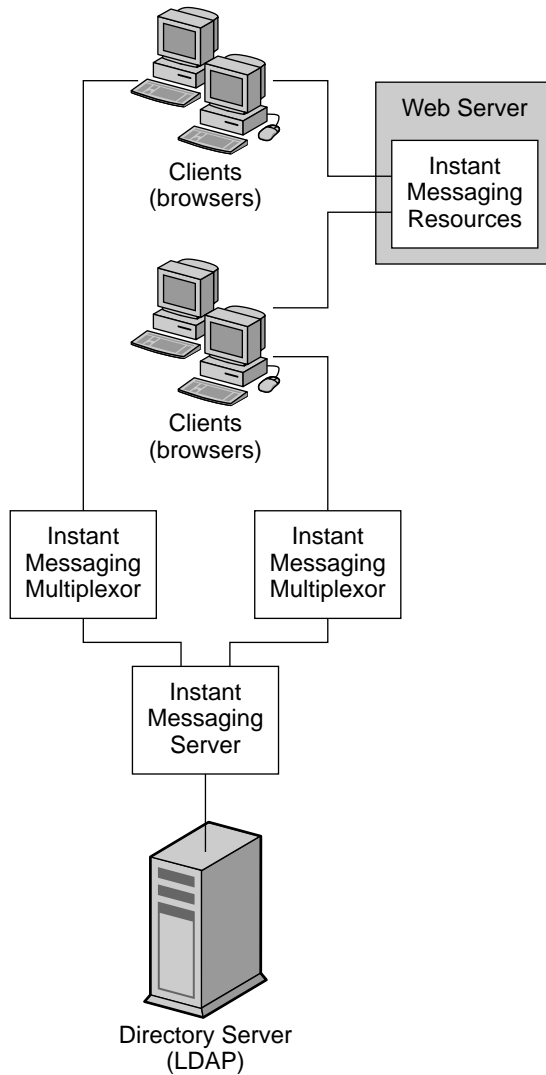 Web Server
Instant
Messaging
Resources
Clients
(browsers)
Clients
(browsers)
Instant
Messaging
Multiplexor
Instant
Messaging
Multiplexor
Instant
Messaging
Server
Directory Server
(LDAP)